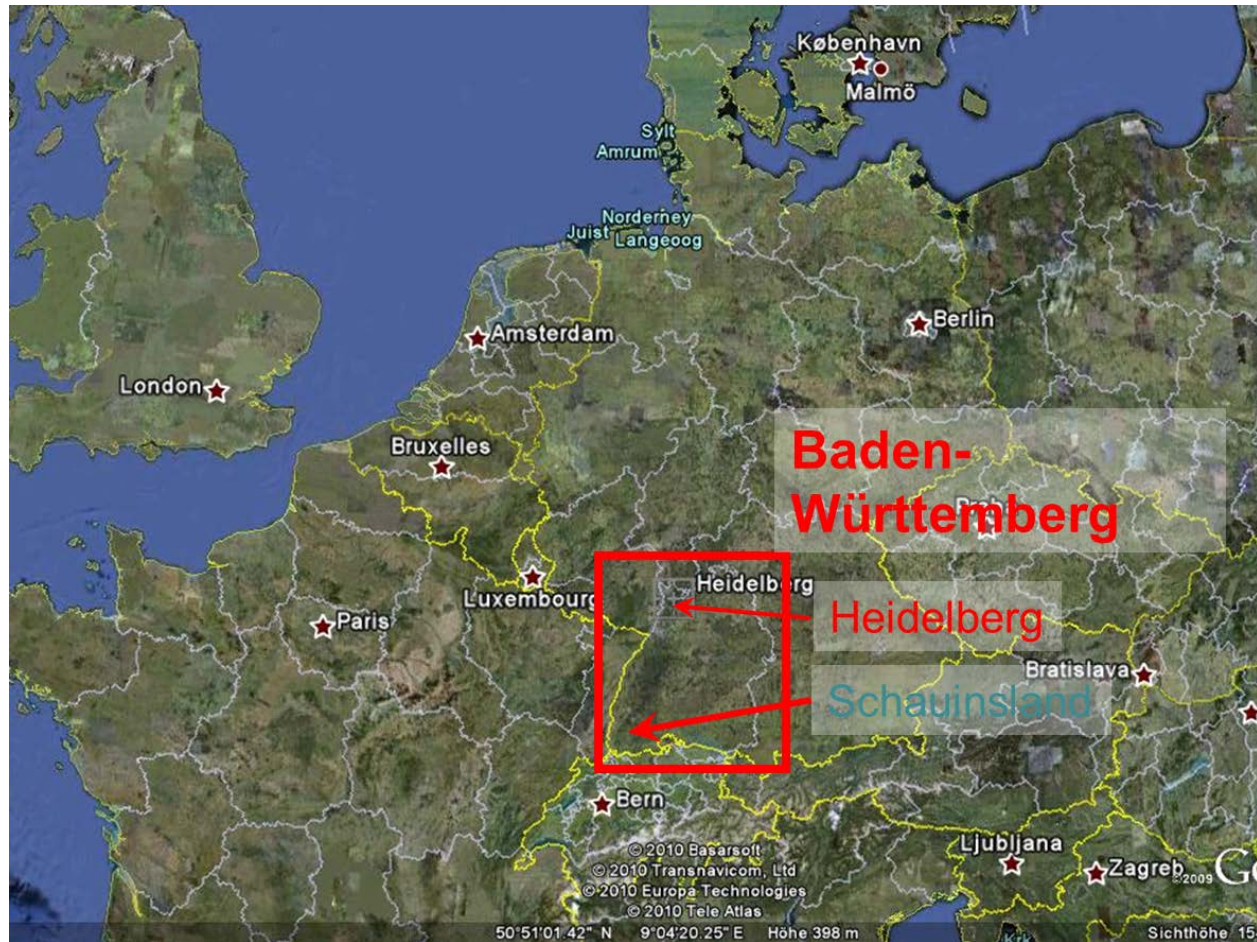 København
Malmö
Sylt
Amrum
Norderney
Juist
Langeoog
Amsterdam
Berlin
London
Bruxelles
Baden-
Württemberg
Luxembourg
Heidelberg
Heidelberg
Paris
Bratislava
Schauinsland
Bern
Ljubljana
Zagreb
©2009
© 2010 Basarsoft
© 2010 Transnavicom, Ltd
© 2010 Europa Technologies
© 2010 Tele Atlas
50°51'01.42" N 9°04'20.25" E Höhe 398 m Sichthöhe 15